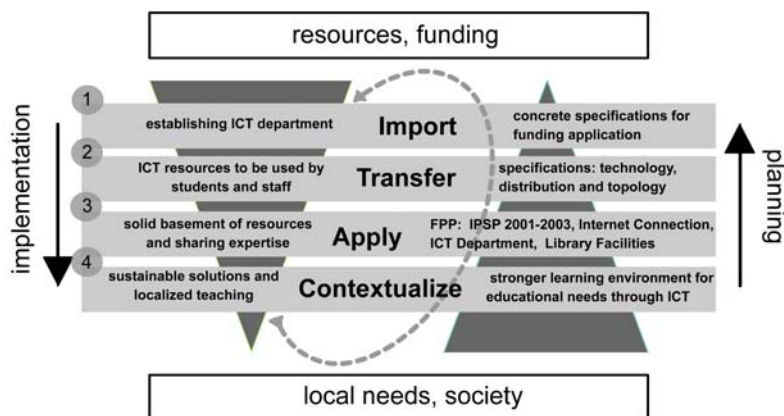 resources, funding
implementation
planning
1
establishing ICT department
Import
concrete specifications for
funding application
2
ICT resources to be used by
students and staff
Transfer
specifications: technology,
distribution and topology
3
solid basement of resources
and sharing expertise
Apply
FPP: IPSP 2001-2003, Internet Connection,
ICT Department, Library Facilities
4
sustainable solutions and
localized teaching
Contextualize
stronger learning environment for
educational needs through ICT
local needs, society